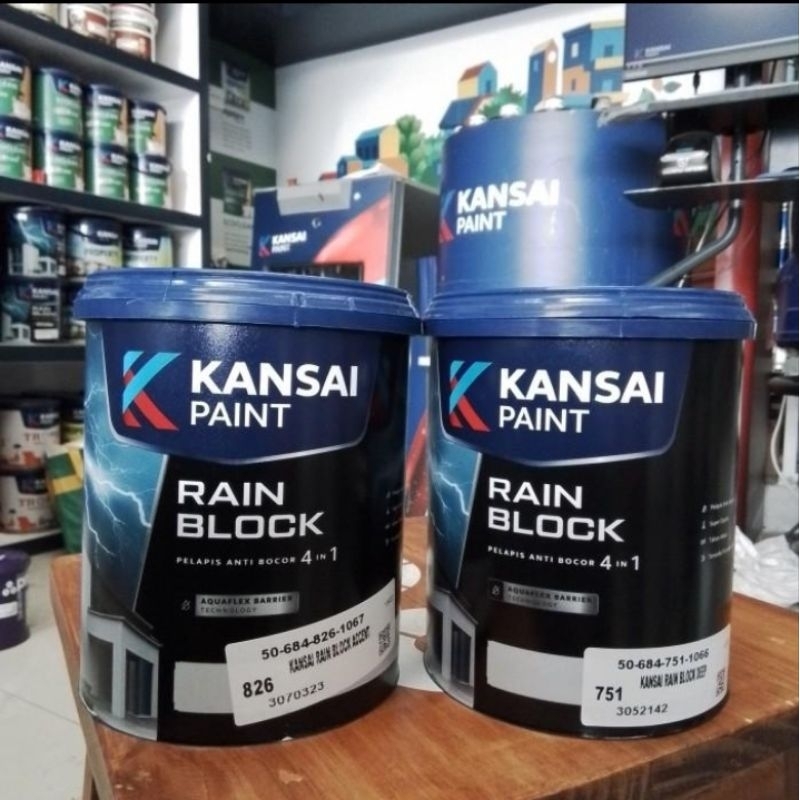 KANSAI
PAINT
KANSAI
PAINT
KANSAI
PAINT
KANSAI
PAINT
RAIN
BLOCK
PELAPIS ANTI BOCOR 4 IN 1
AQUAFLEX BARRIER
TECHNOLOGY
50-684-826-1067
KANSAI RAIN BLOCK ACCENT
826
3070323
KANSAI
PAINT
RAIN
BLOCK
PELAPIS ANTI BOCOR 4 IN 1
AQUAFLEX BARRIER
TECHNOLOGY
50-684-751-1066
KANSAI RAIN BLOCK DEEP
751
3052142